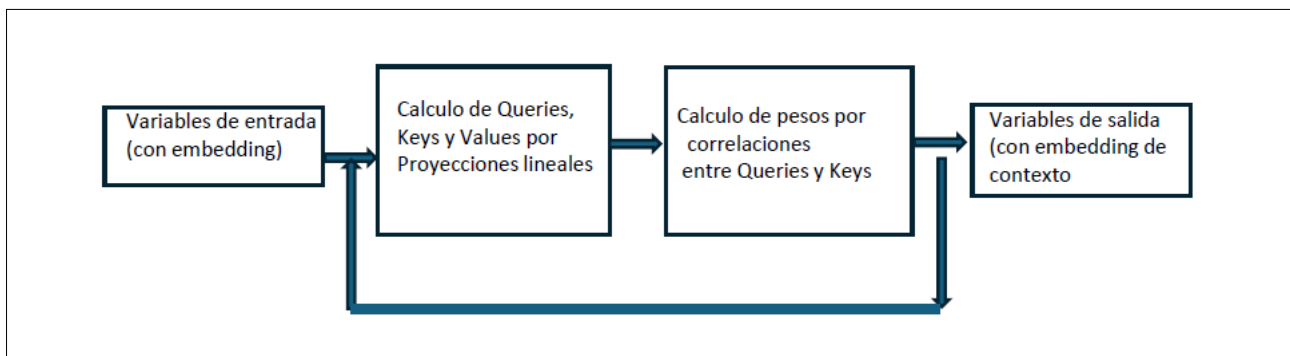 Variables de entrada
(con embedding)
Calculo de Queries,
Keys y Values por
Proyecciones lineales
Calculo de pesos por
correlaciones
entre Queries y Keys
Variables de salida
(con embedding de
contexto